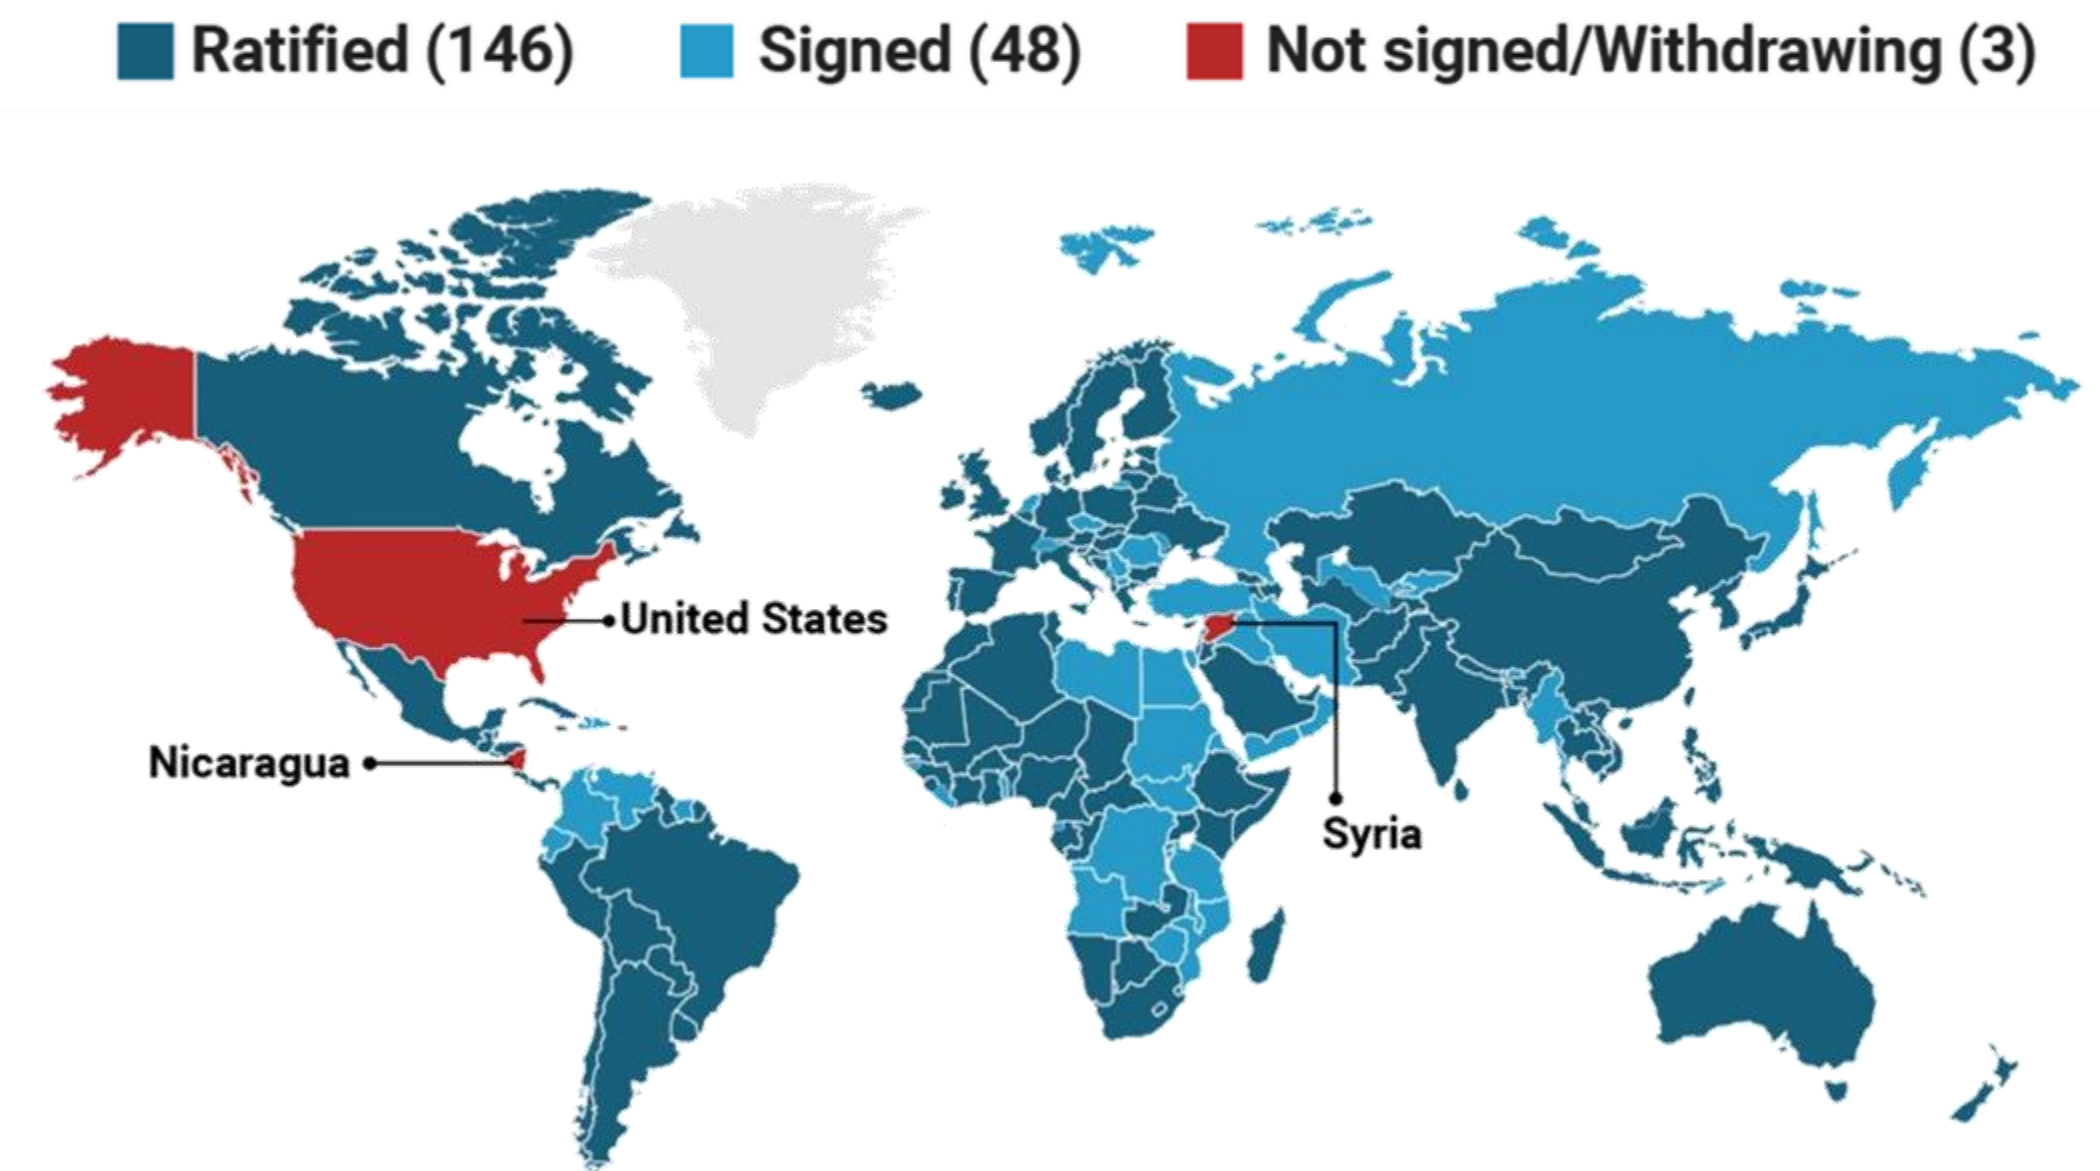 Ratified (146) Signed (48) Not signed/Withdrawing (3)
United States
Nicaragua
Syria